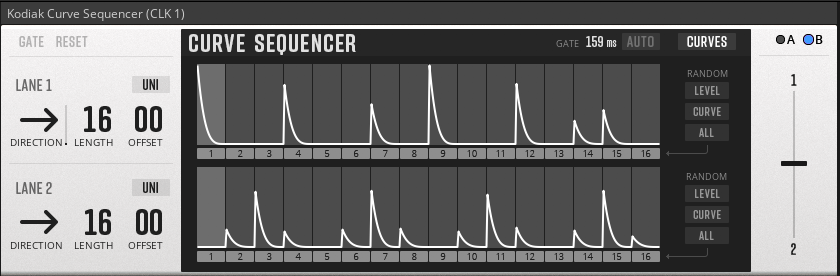 Kodiak Curve Sequencer (CLK 1)
GATE RESET
CURVE SEQUENCER
GATE 159 ms AUTO
CURVES
A B
LANE 1
UNI
16 00
DIRECTION LENGTH OFFSET
1 2 3 4 5 6 7 8 9 10 11 12 13 14 15 16
RANDOM
LEVEL
CURVE
ALL
LANE 2
UNI
16 00
DIRECTION LENGTH OFFSET
1 2 3 4 5 6 7 8 9 10 11 12 13 14 15 16
RANDOM
LEVEL
CURVE
ALL
1
2